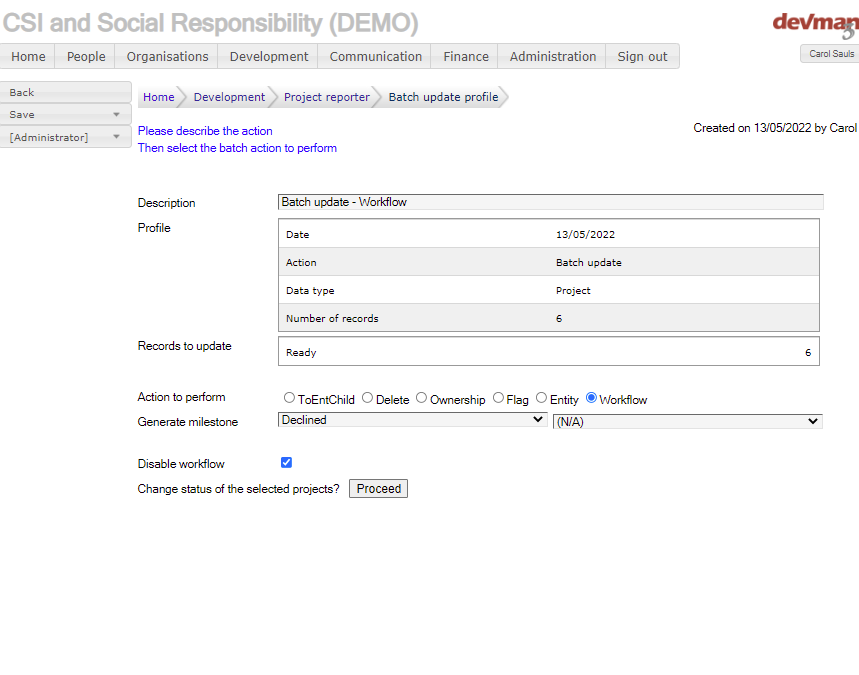 CSI and Social Responsibility (DEMO)
devman
3
Home People Organisations Development Communication Finance Administration Sign out
Carol Sauls
Back
Save
[Administrator]
Home Development Project reporter Batch update profile
Please describe the action
Then select the batch action to perform
Created on 13/05/2022 by Carol
Description Batch update - Workflow
Profile
Date 13/05/2022
Action Batch update
Data type Project
Number of records 6
Records to update
Ready 6
Action to perform ToEntChild Delete Ownership Flag Entity Workflow
Generate milestone Declined (N/A)
Disable workflow
Change status of the selected projects? Proceed